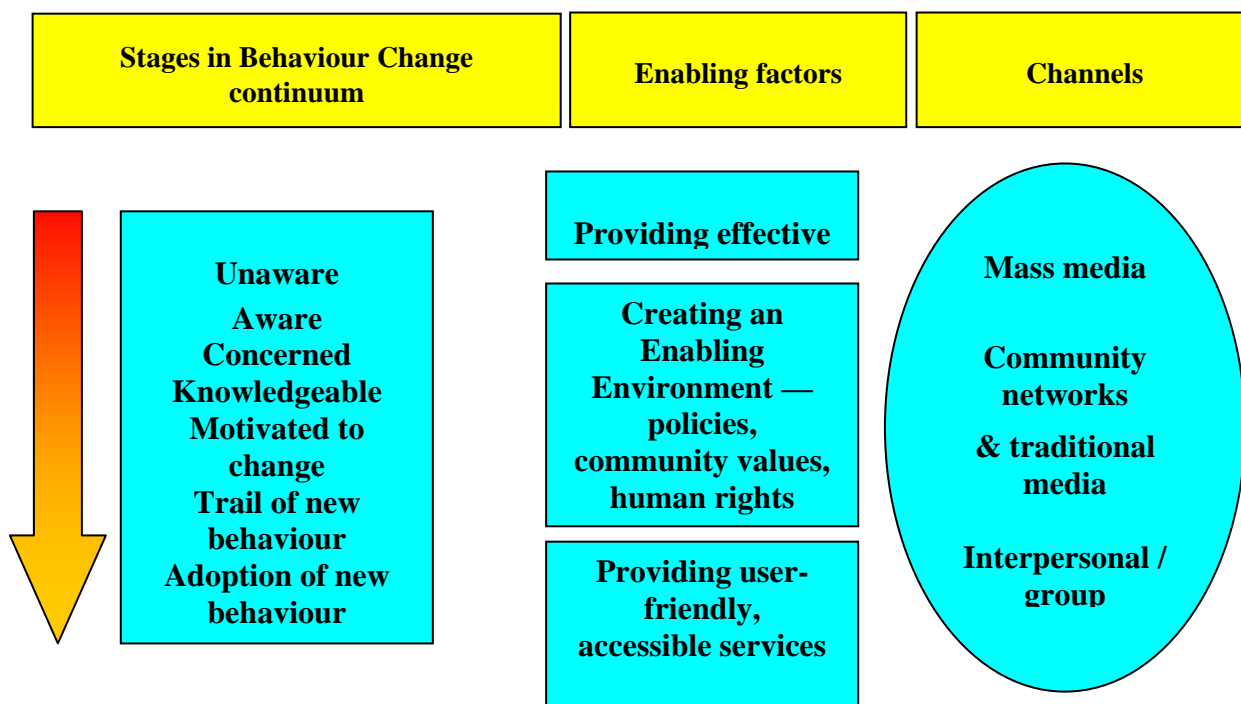 Stages in Behaviour Change
continuum
Enabling factors
Channels
Unaware
Aware
Concerned
Knowledgeable
Motivated to
change
Trail of new
behaviour
Adoption of new
behaviour
Providing effective
Creating an
Enabling
Environment —
policies,
community values,
human rights
Providing user-
friendly,
accessible services
Mass media
Community
networks
& traditional
media
Interpersonal /
group